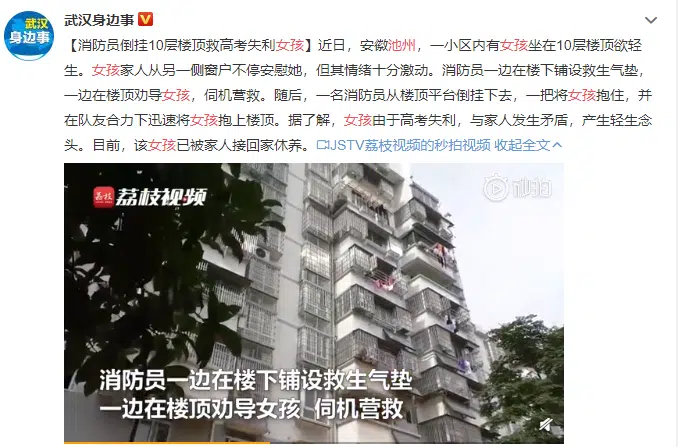 武汉
身边事
武汉身边事
【消防员倒挂10层楼顶救高考失利女孩】近日，安徽池州，一小区内有女孩坐在10层楼顶欲轻
生。女孩家人从另一侧窗户不停安慰她，但其情绪十分激动。消防员一边在楼下铺设救生气垫，
一边在楼顶劝导女孩，伺机营救。随后，一名消防员从楼顶平台倒挂下去，一把将女孩抱住，并
在队友合力下迅速将女孩抱上楼顶。据了解，女孩由于高考失利，与家人发生矛盾，产生轻生念
头。目前，该女孩已被家人接回家休养。JSTV荔枝视频的秒拍视频 收起全文
荔枝 荔枝视频
秒拍
消防员一边在楼下铺设救生气垫
一边在楼顶劝导女孩 伺机营救